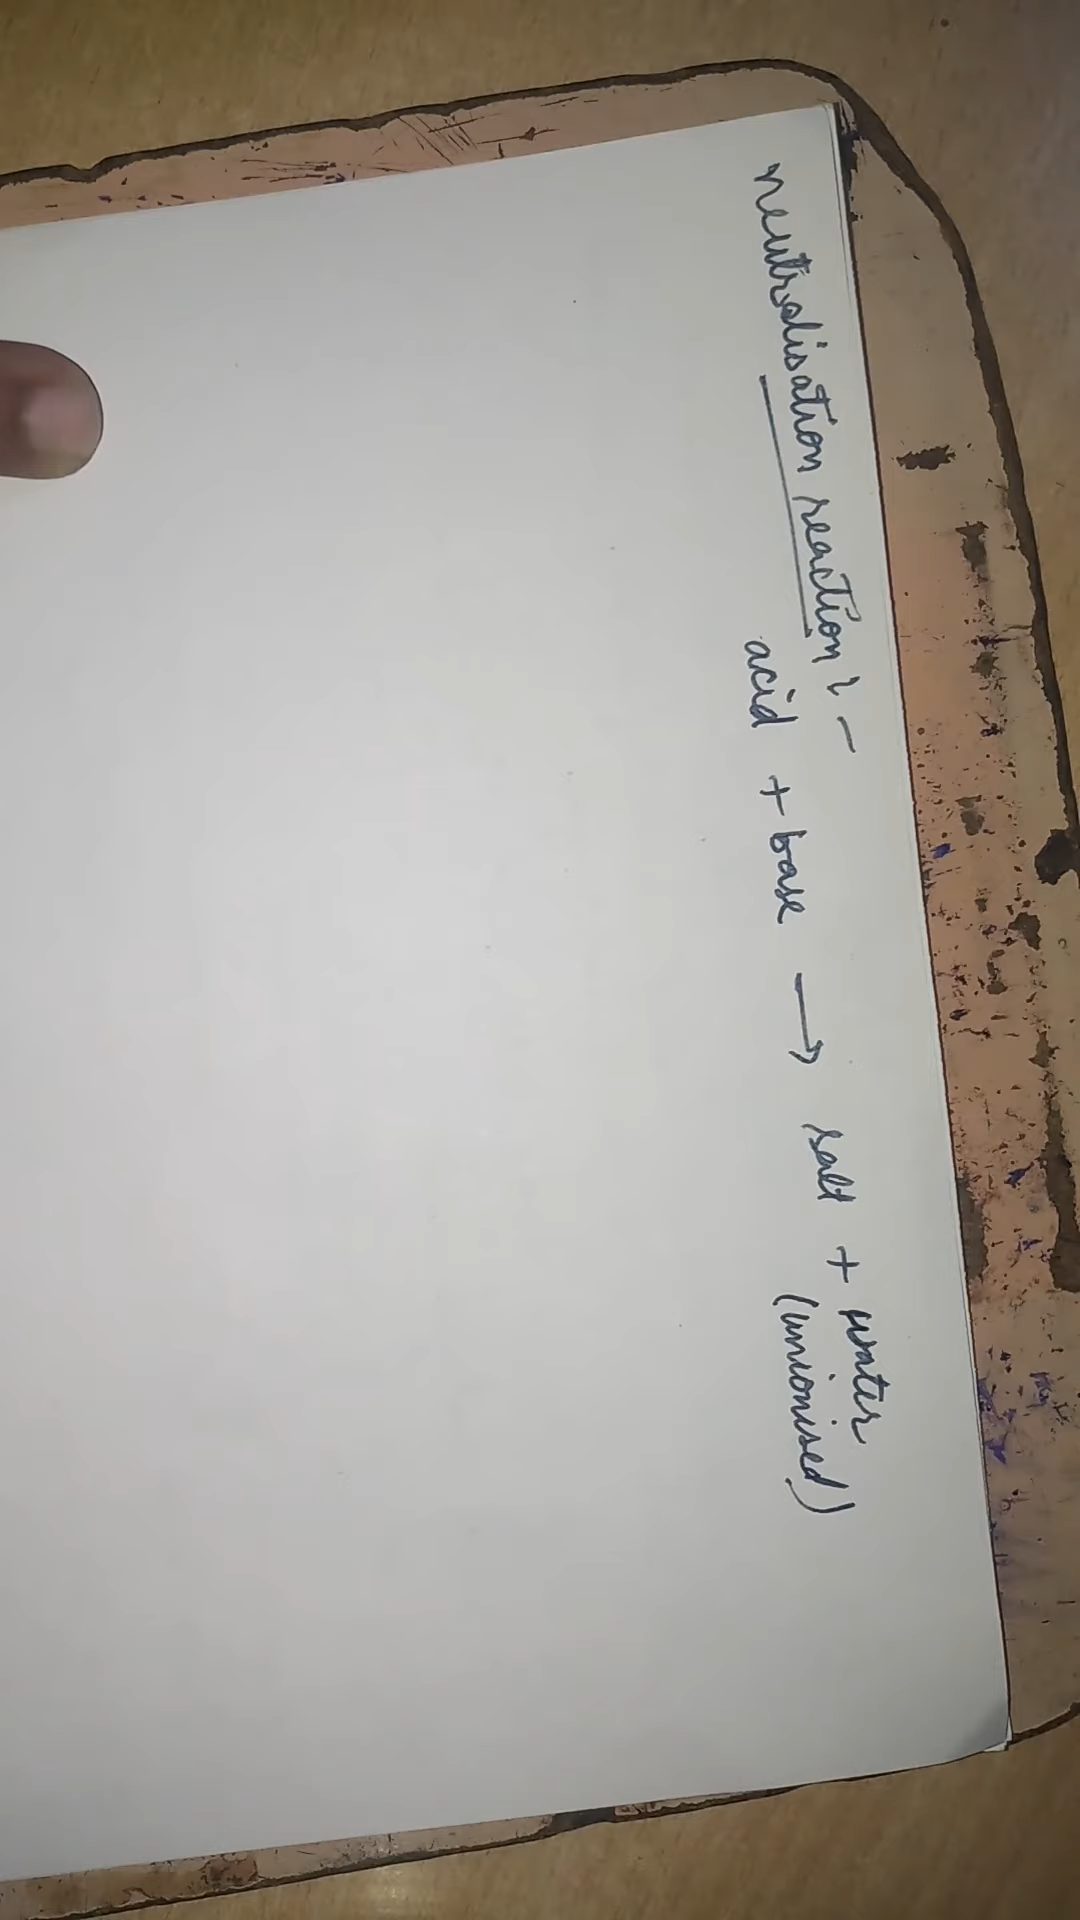 neutralisation reaction :-
acid + base → salt + water
(unionised)